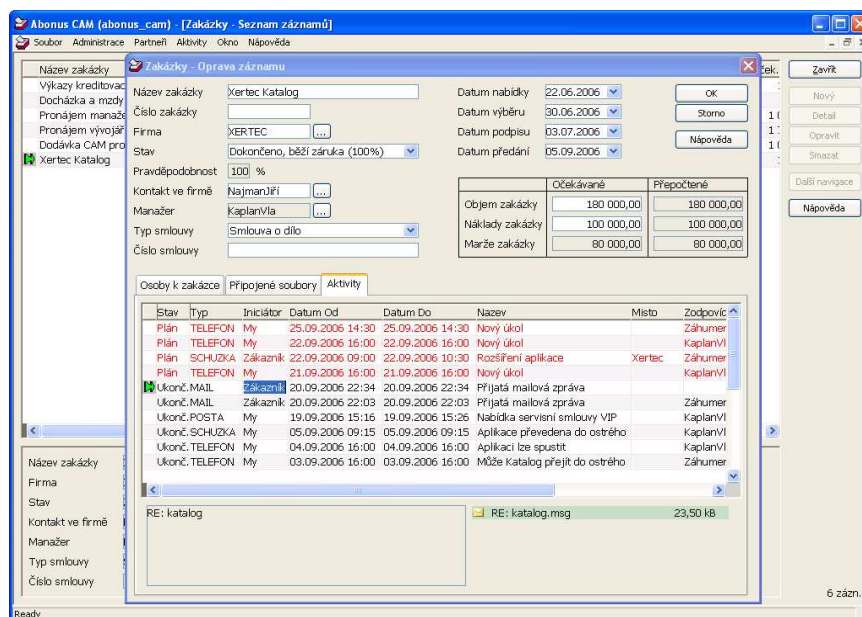 Abonus CAM (abonus_cam) - [Zakázky - Seznam záznamů]
Soubor Administrace Partneři Aktivity Okno Nápověda
Název zakázky
Výkazy kreditovac
Docházka a mzdy
Pronájem manaže
Pronájem vývojář
Dodávka CAM pro
Xertec Katalog
Zavřít
Nový
Detail
Opravit
Smazat
Další navigace
Nápověda
Zakázky - Oprava záznamu
Název zakázky Xertec Katalog
Číslo zakázky
Firma XERTEC ...
Stav Dokončeno, běží záruka (100%)
Pravděpodobnost 100 %
Kontakt ve firmě NajmanJiří ...
Manažer KaplanVla ...
Typ smlouvy Smlouva o dílo
Číslo smlouvy
Datum nabídky 22.06.2006
Datum výběru 30.06.2006
Datum podpisu 03.07.2006
Datum předání 05.09.2006
OK
Storno
Nápověda
Očekávané Přepočtené
Objem zakázky 180 000,00 180 000,00
Náklady zakázky 100 000,00 100 000,00
Marže zakázky 80 000,00 80 000,00
Osoby k zakázce Připojené soubory Aktivity
Stav Typ Iniciátor Datum Od Datum Do Nazev Misto Zodpovíc
Plán TELEFON My 25.09.2006 14:30 25.09.2006 14:30 Nový úkol Záhumer
Plán TELEFON My 22.09.2006 16:00 22.09.2006 16:00 Nový úkol KaplanVl
Plán SCHUZKA Zákazník 22.09.2006 09:00 22.09.2006 10:30 Rozšíření aplikace Xertec Záhumer
Plán TELEFON My 21.09.2006 16:00 21.09.2006 16:00 Nový úkol KaplanVl
Ukonč. MAIL Zákazník 20.09.2006 22:34 20.09.2006 22:34 Přijatá mailová zpráva
Ukonč. MAIL Zákazník 20.09.2006 22:03 20.09.2006 22:03 Přijatá mailová zpráva Záhumer
Ukonč. POSTA My 19.09.2006 15:16 19.09.2006 15:26 Nabídka servisní smlouvy VIP KaplanVl
Ukonč. SCHUZKA My 05.09.2006 09:15 05.09.2006 09:15 Aplikace převedena do ostrého KaplanVl
Ukonč. TELEFON My 04.09.2006 16:00 04.09.2006 16:00 Aplikaci lze spustit KaplanVl
Ukonč. TELEFON My 03.09.2006 16:00 03.09.2006 16:00 Může Katalog přejít do ostrého Záhumer
RE: katalog
RE: katalog.msg 23,50 kB
Název zakázky
Firma
Stav
Kontakt ve firmě
Manažer
Typ smlouvy
Číslo smlouvy
6 zázn.
Ready